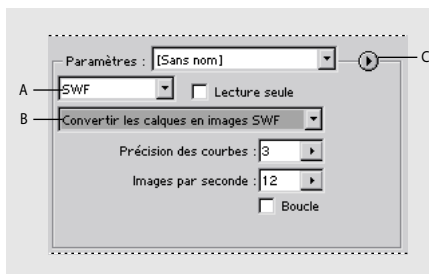 Paramètres : [Sans nom]
C
A
SWF
Lecture seule
B
Convertir les calques en images SWF
Précision des courbes : 3
Images par seconde : 12
Boucle